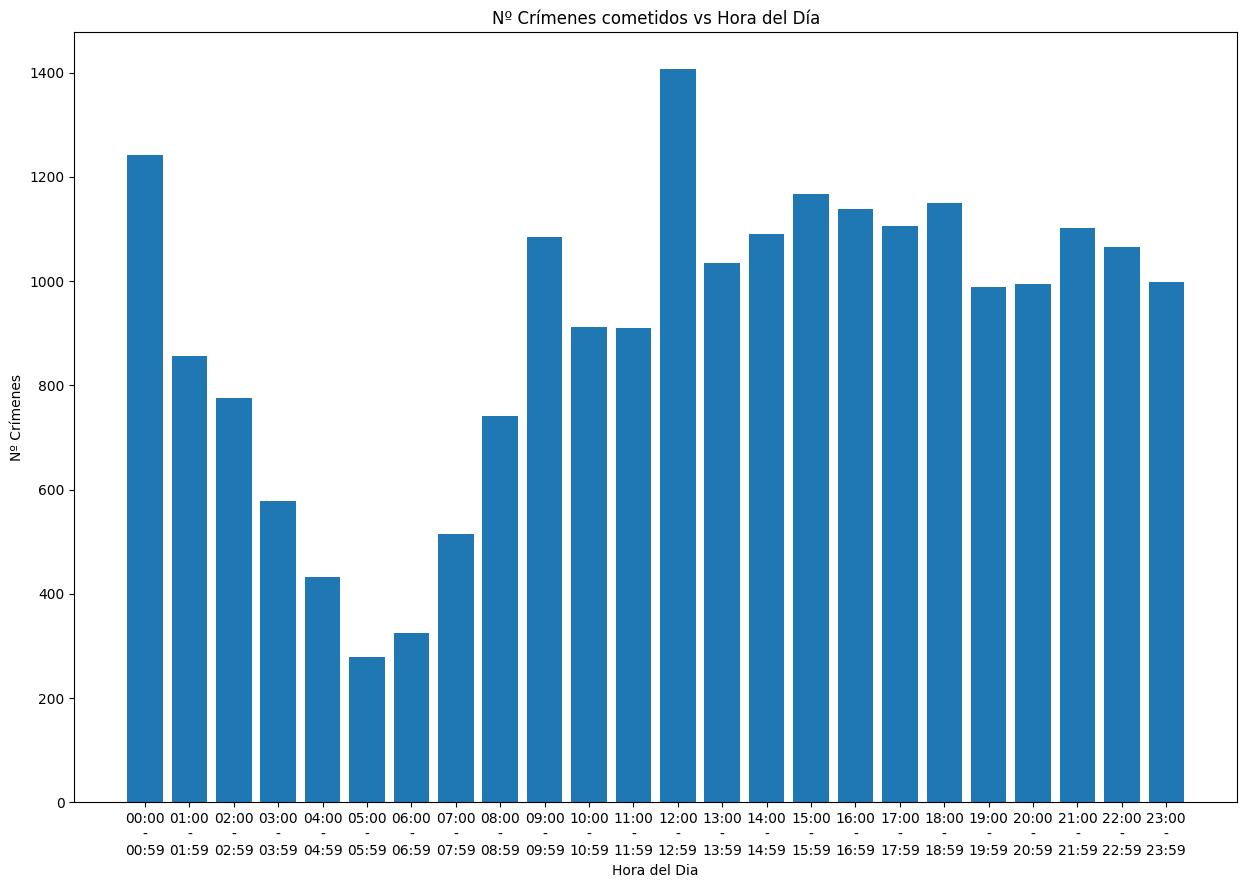 Nº Crímenes cometidos vs Hora del Día
1400
1200
1000
800
600
400
200
0
Nº Crímenes
00:00 01:00 02:00 03:00 04:00 05:00 06:00 07:00 08:00 09:00 10:00 11:00 12:00 13:00 14:00 15:00 16:00 17:00 18:00 19:00 20:00 21:00 22:00 23:00
- - - - - - - - - - - - - - - - - - - - - - - -
00:59 01:59 02:59 03:59 04:59 05:59 06:59 07:59 08:59 09:59 10:59 11:59 12:59 13:59 14:59 15:59 16:59 17:59 18:59 19:59 20:59 21:59 22:59 23:59
Hora del Dia